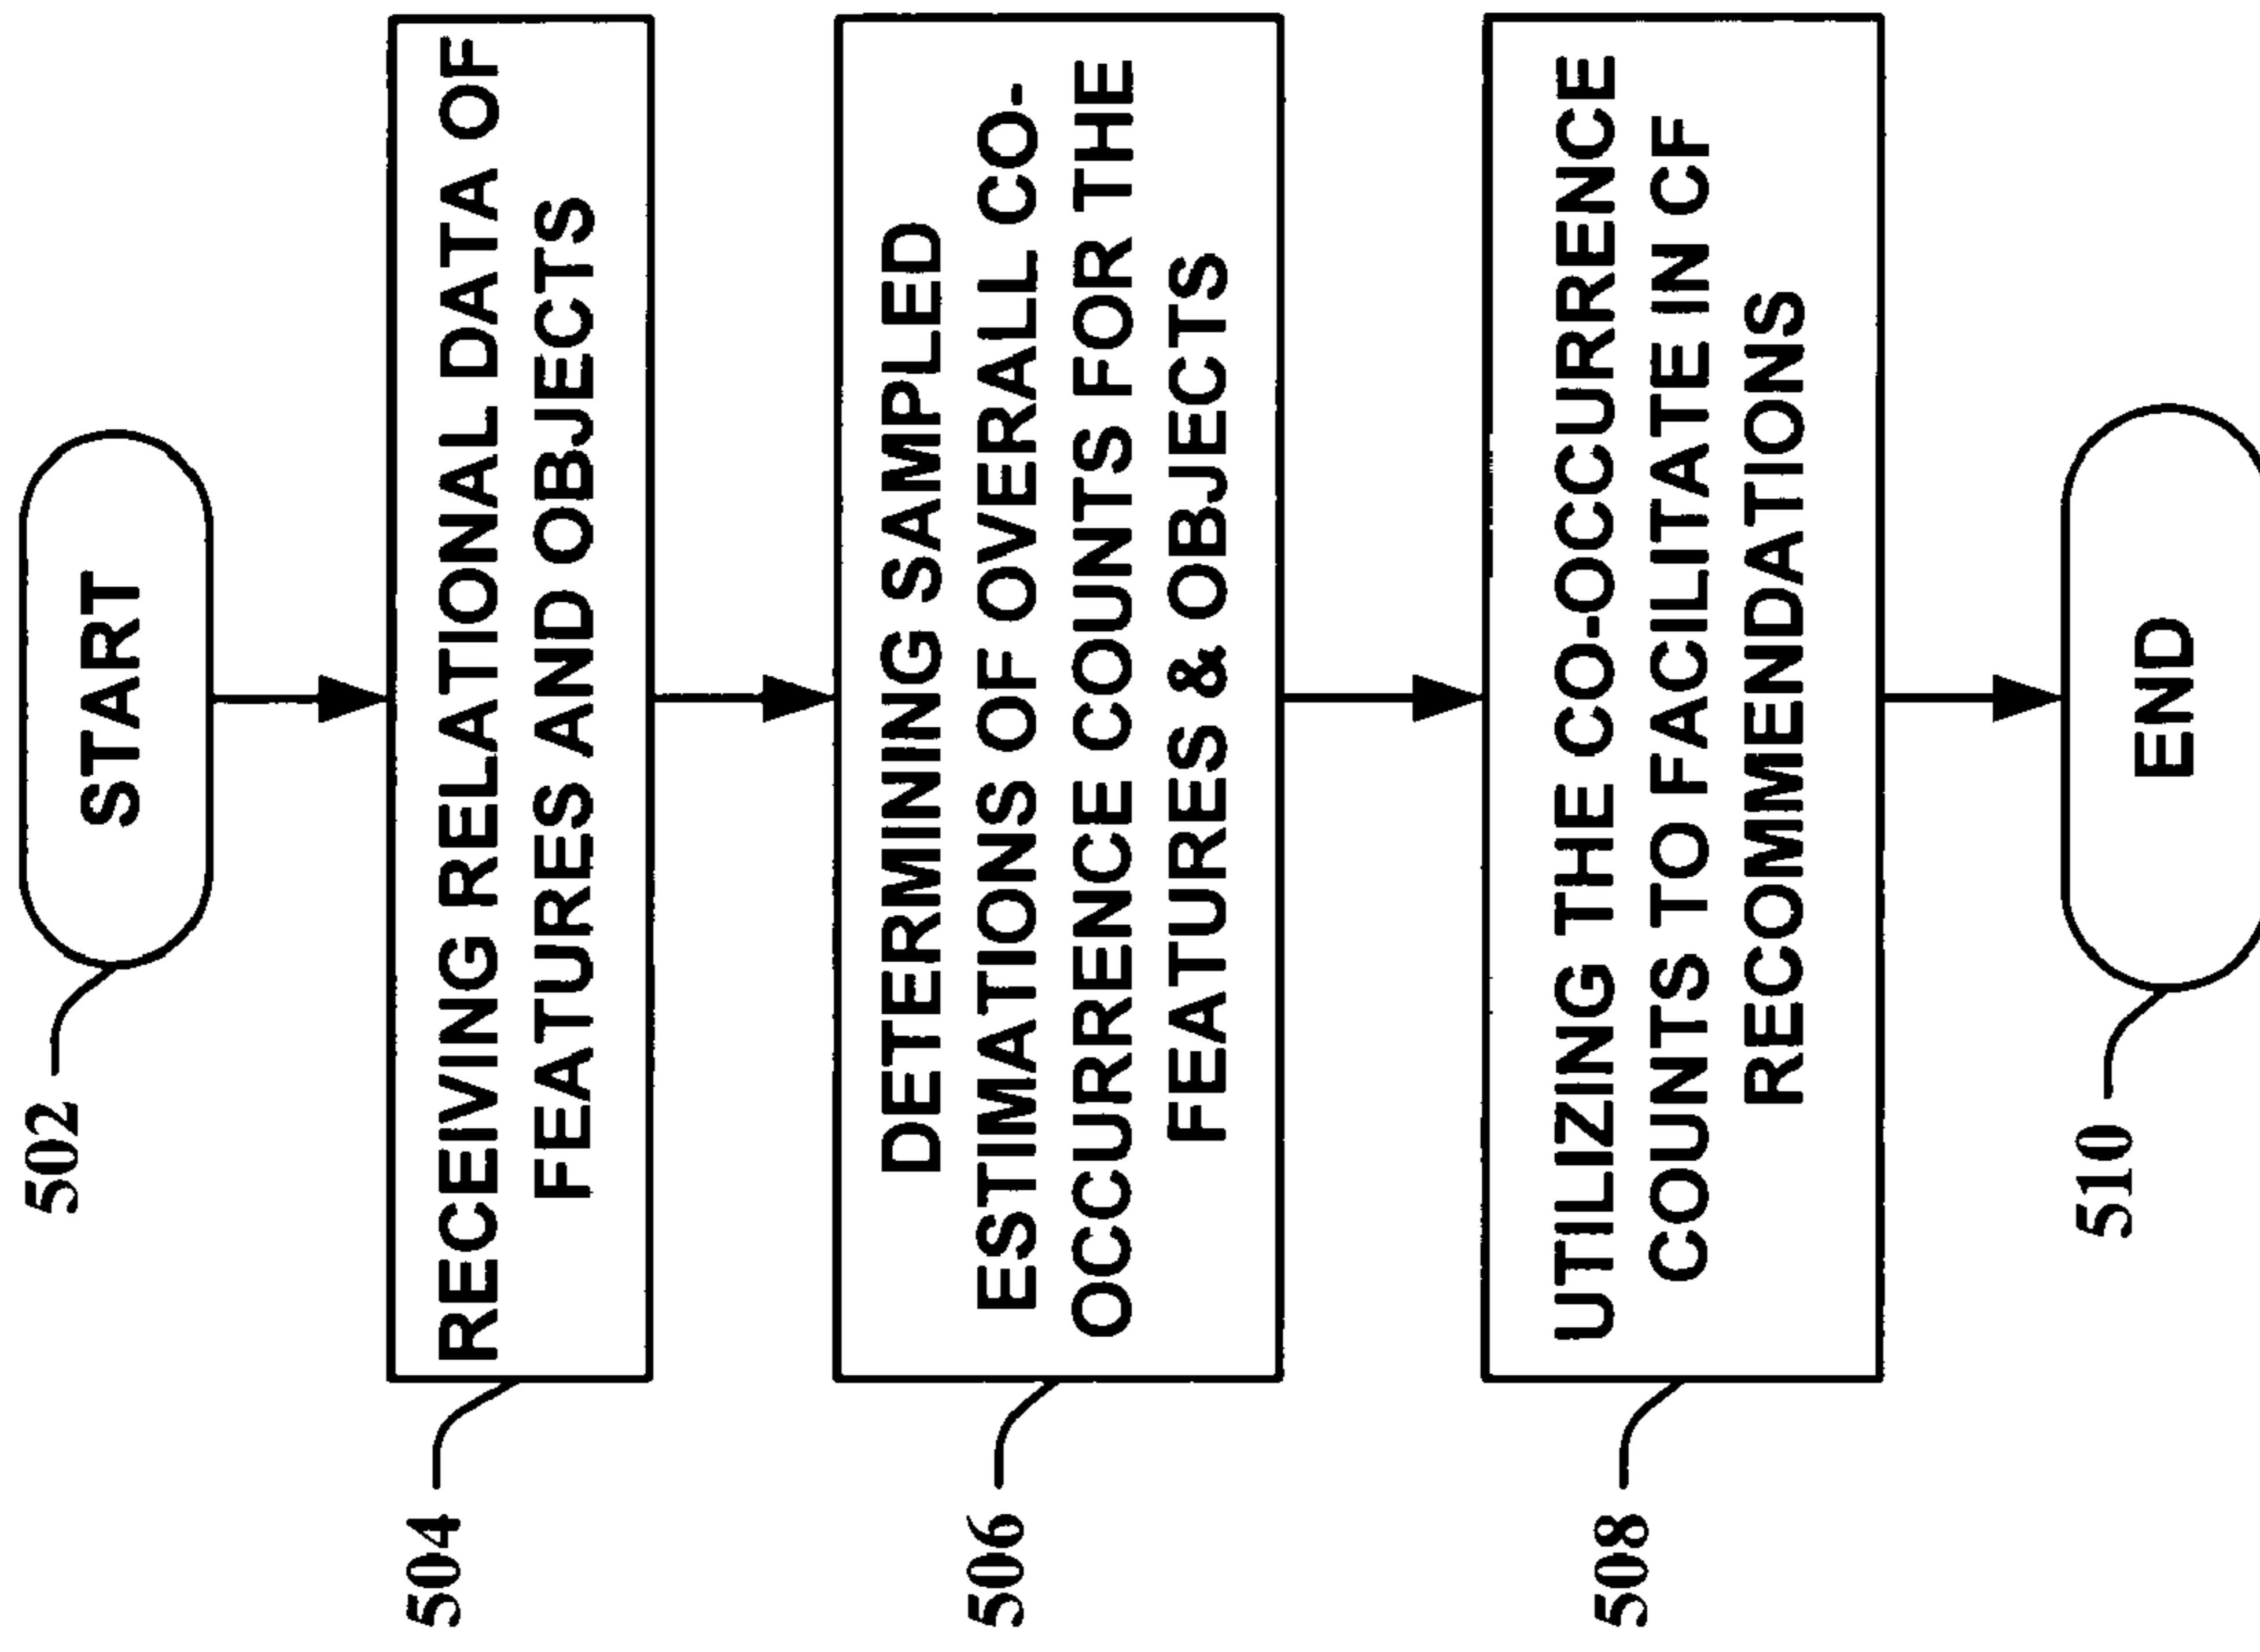 502
START
504
RECEIVING RELATIONAL DATA OF
FEATURES AND OBJECTS
506
DETERMINING SAMPLED
ESTIMATIONS OF OVERALL CO-
OCCURRENCE COUNTS FOR THE
FEATURES & OBJECTS
508
UTILIZING THE CO-OCCURRENCE
COUNTS TO FACILITATE IN CF
RECOMMENDATIONS
510
END